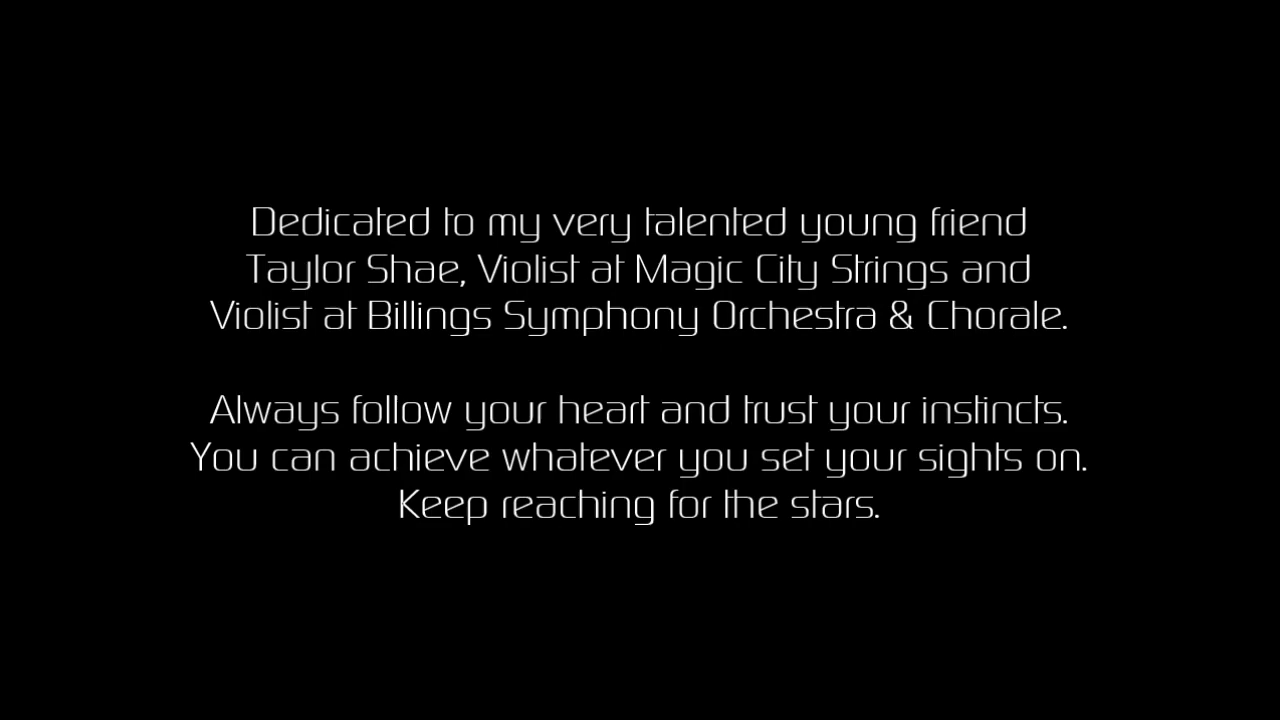 Dedicated to my very talented young friend
Taylor Shae, Violist at Magic City Strings and
Violist at Billings Symphony Orchestra & Chorale.
Always follow your heart and trust your instincts.
You can achieve whatever you set your sights on.
Keep reaching for the stars.